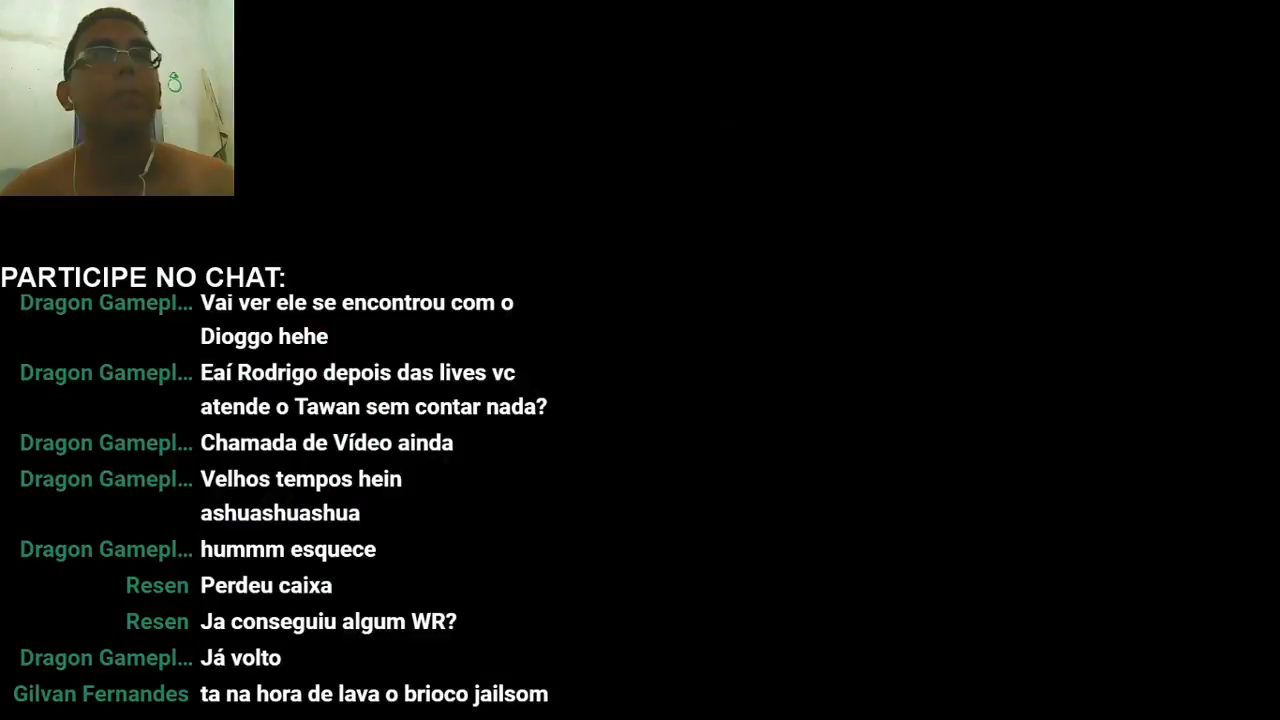 PARTICIPE NO CHAT:
Dragon Gamepl... Vai ver ele se encontrou com o
Dioggo hehe
Dragon Gamepl... Eaí Rodrigo depois das lives vc
atende o Tawan sem contar nada?
Dragon Gamepl... Chamada de Vídeo ainda
Dragon Gamepl... Velhos tempos hein
ashuashuashua
Dragon Gamepl... hummm esquece
Resen Perdeu caixa
Resen Ja conseguiu algum WR?
Dragon Gamepl... Já volto
Gilvan Fernandes ta na hora de lava o brioco jailsom